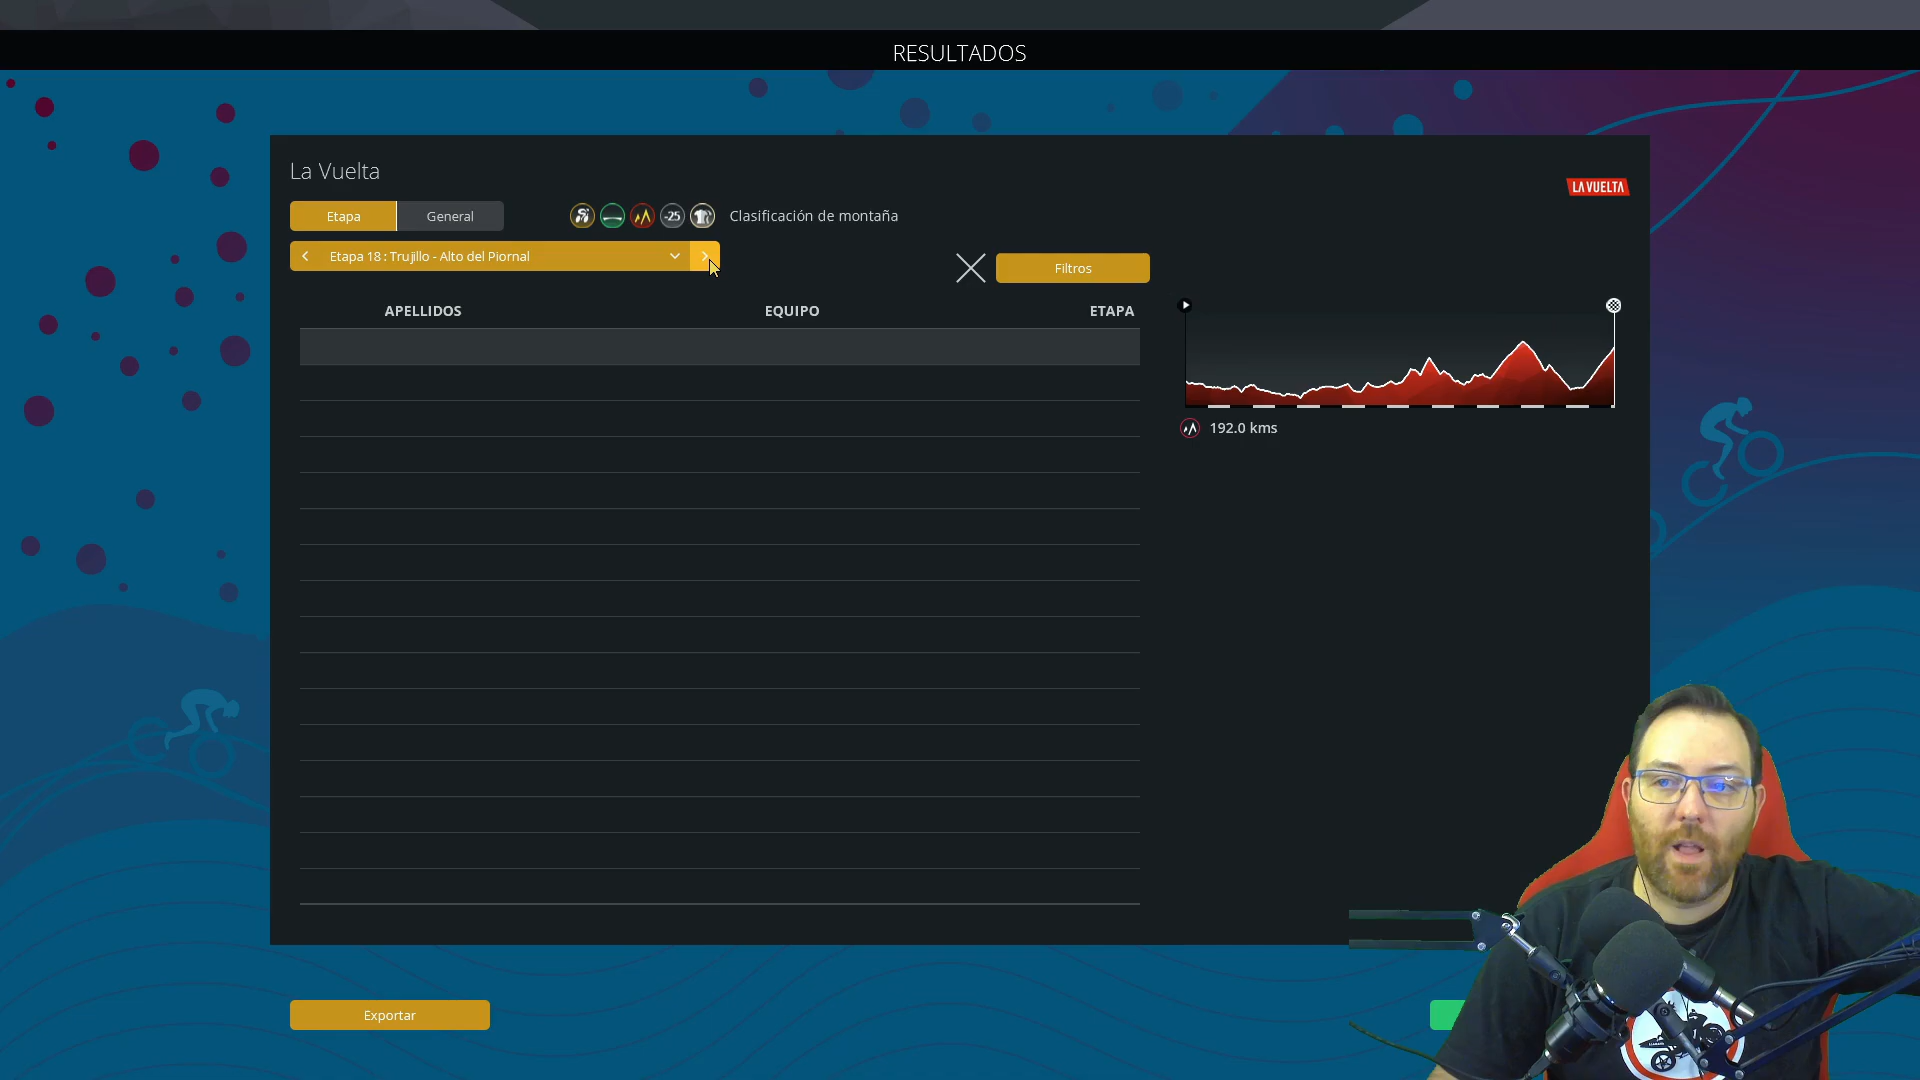 RESULTADOS
La Vuelta
LA VUELTA
Etapa
General
-25
Clasificación de montaña
Etapa 18 : Trujillo - Alto del Piornal
Filtros
APELLIDOS
EQUIPO
ETAPA
192.0 kms
Exportar